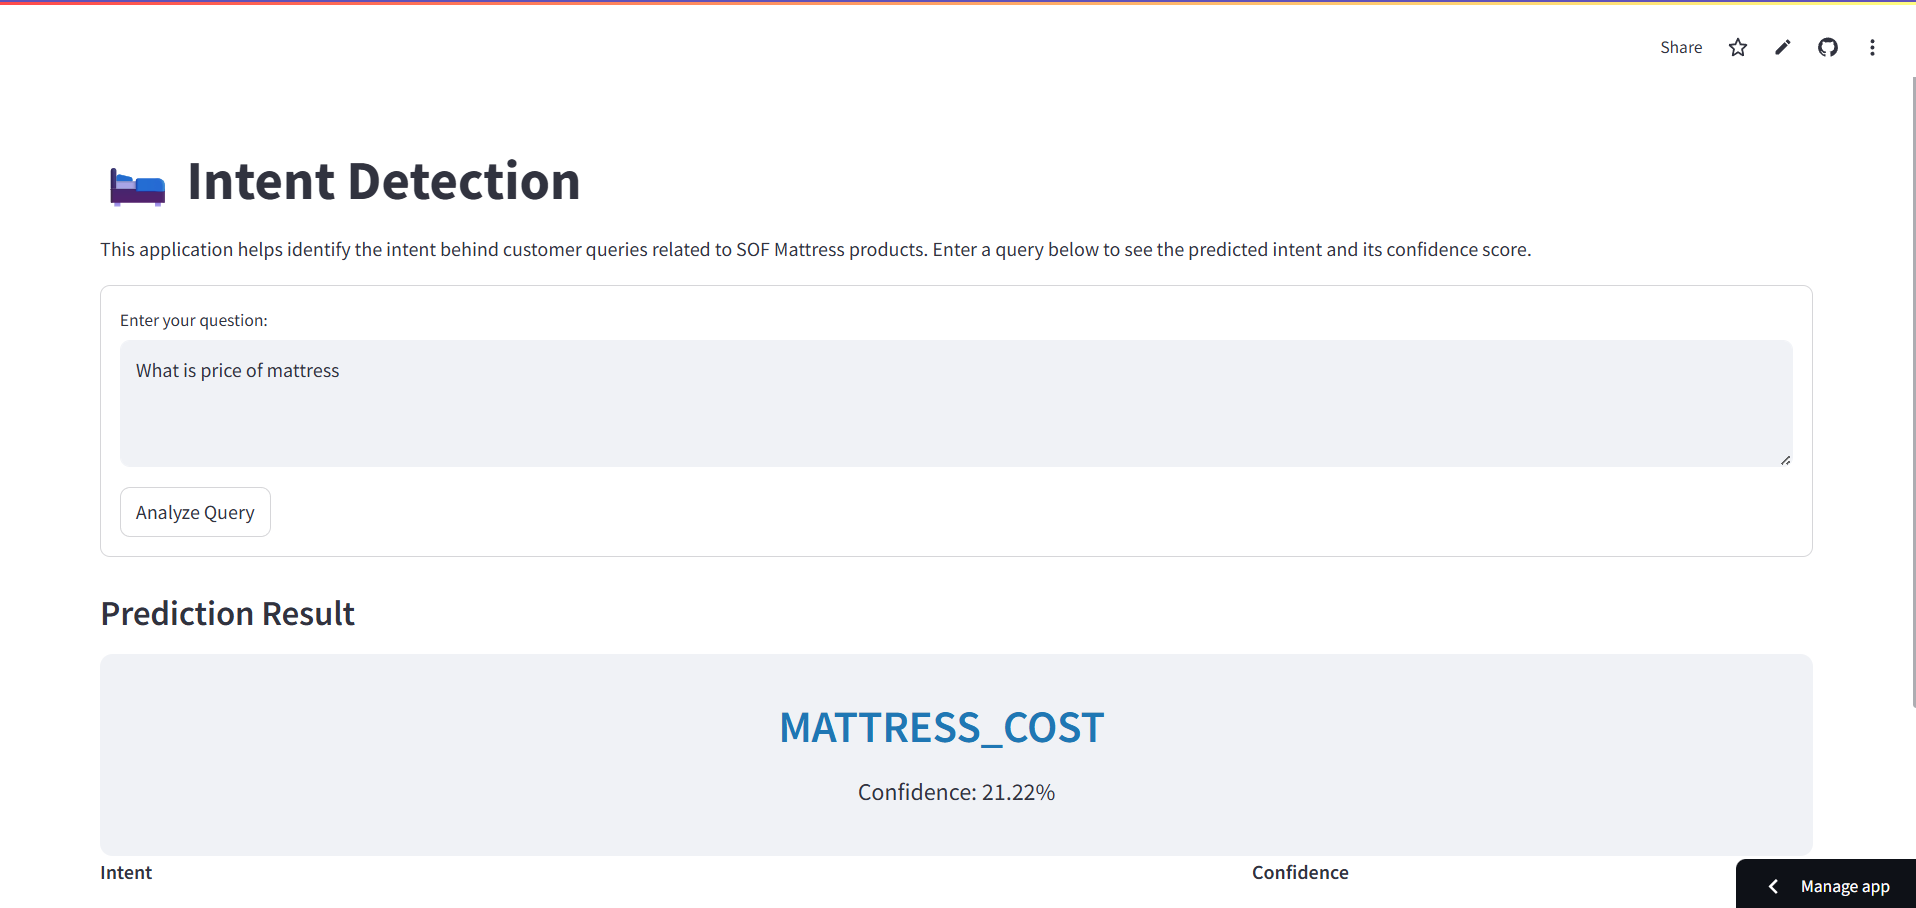 Share
Intent Detection
This application helps identify the intent behind customer queries related to SOF Mattress products. Enter a query below to see the predicted intent and its confidence score.
Enter your question:
What is price of mattress
Analyze Query
Prediction Result
MATTRESS_COST
Confidence: 21.22%
Intent Confidence
Manage app